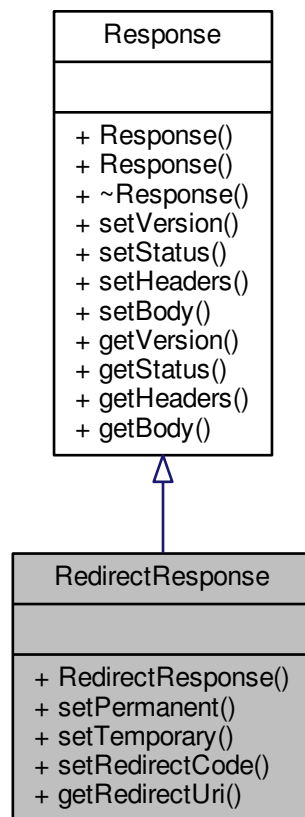 Response
+ Response()
+ Response()
+ ~Response()
+ setVersion()
+ setStatus()
+ setHeaders()
+ setBody()
+ getVersion()
+ getStatus()
+ getHeaders()
+ getBody()
RedirectResponse
+ RedirectResponse()
+ setPermanent()
+ setTemporary()
+ setRedirectCode()
+ getRedirectUri()